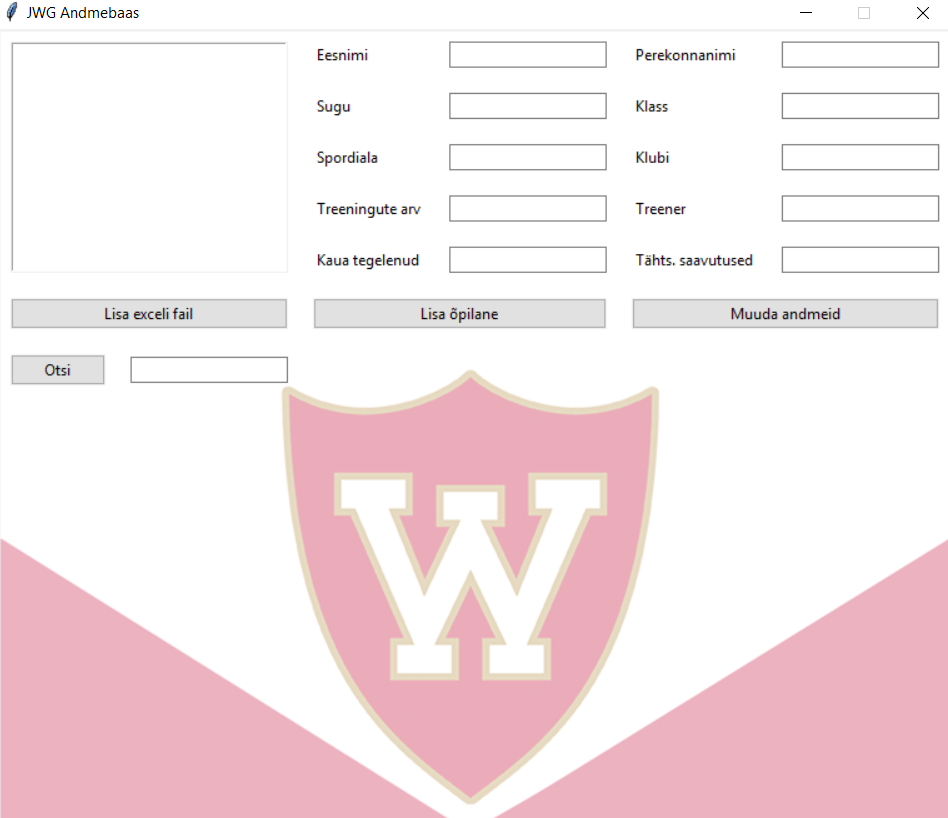 JWG Andmebaas
Eesnimi Perekonnanimi
Sugu Klass
Spordiala Klubi
Treeningute arv Treener
Kaua tegelenud Tähts. saavutused
Lisa exceli fail Lisa õpilane Muuda andmeid
Otsi
W